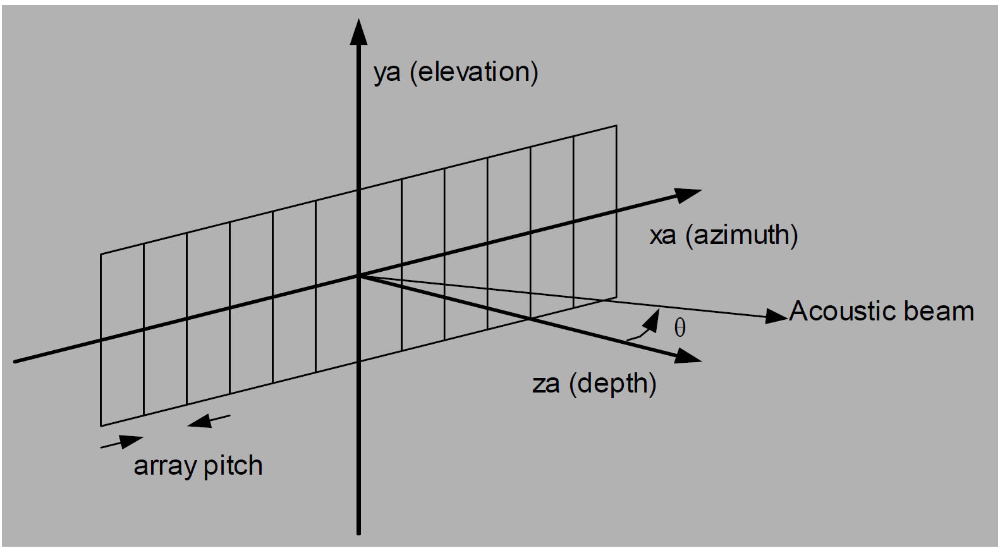 ya (elevation)
xa (azimuth)
Acoustic beam
θ
za (depth)
array pitch